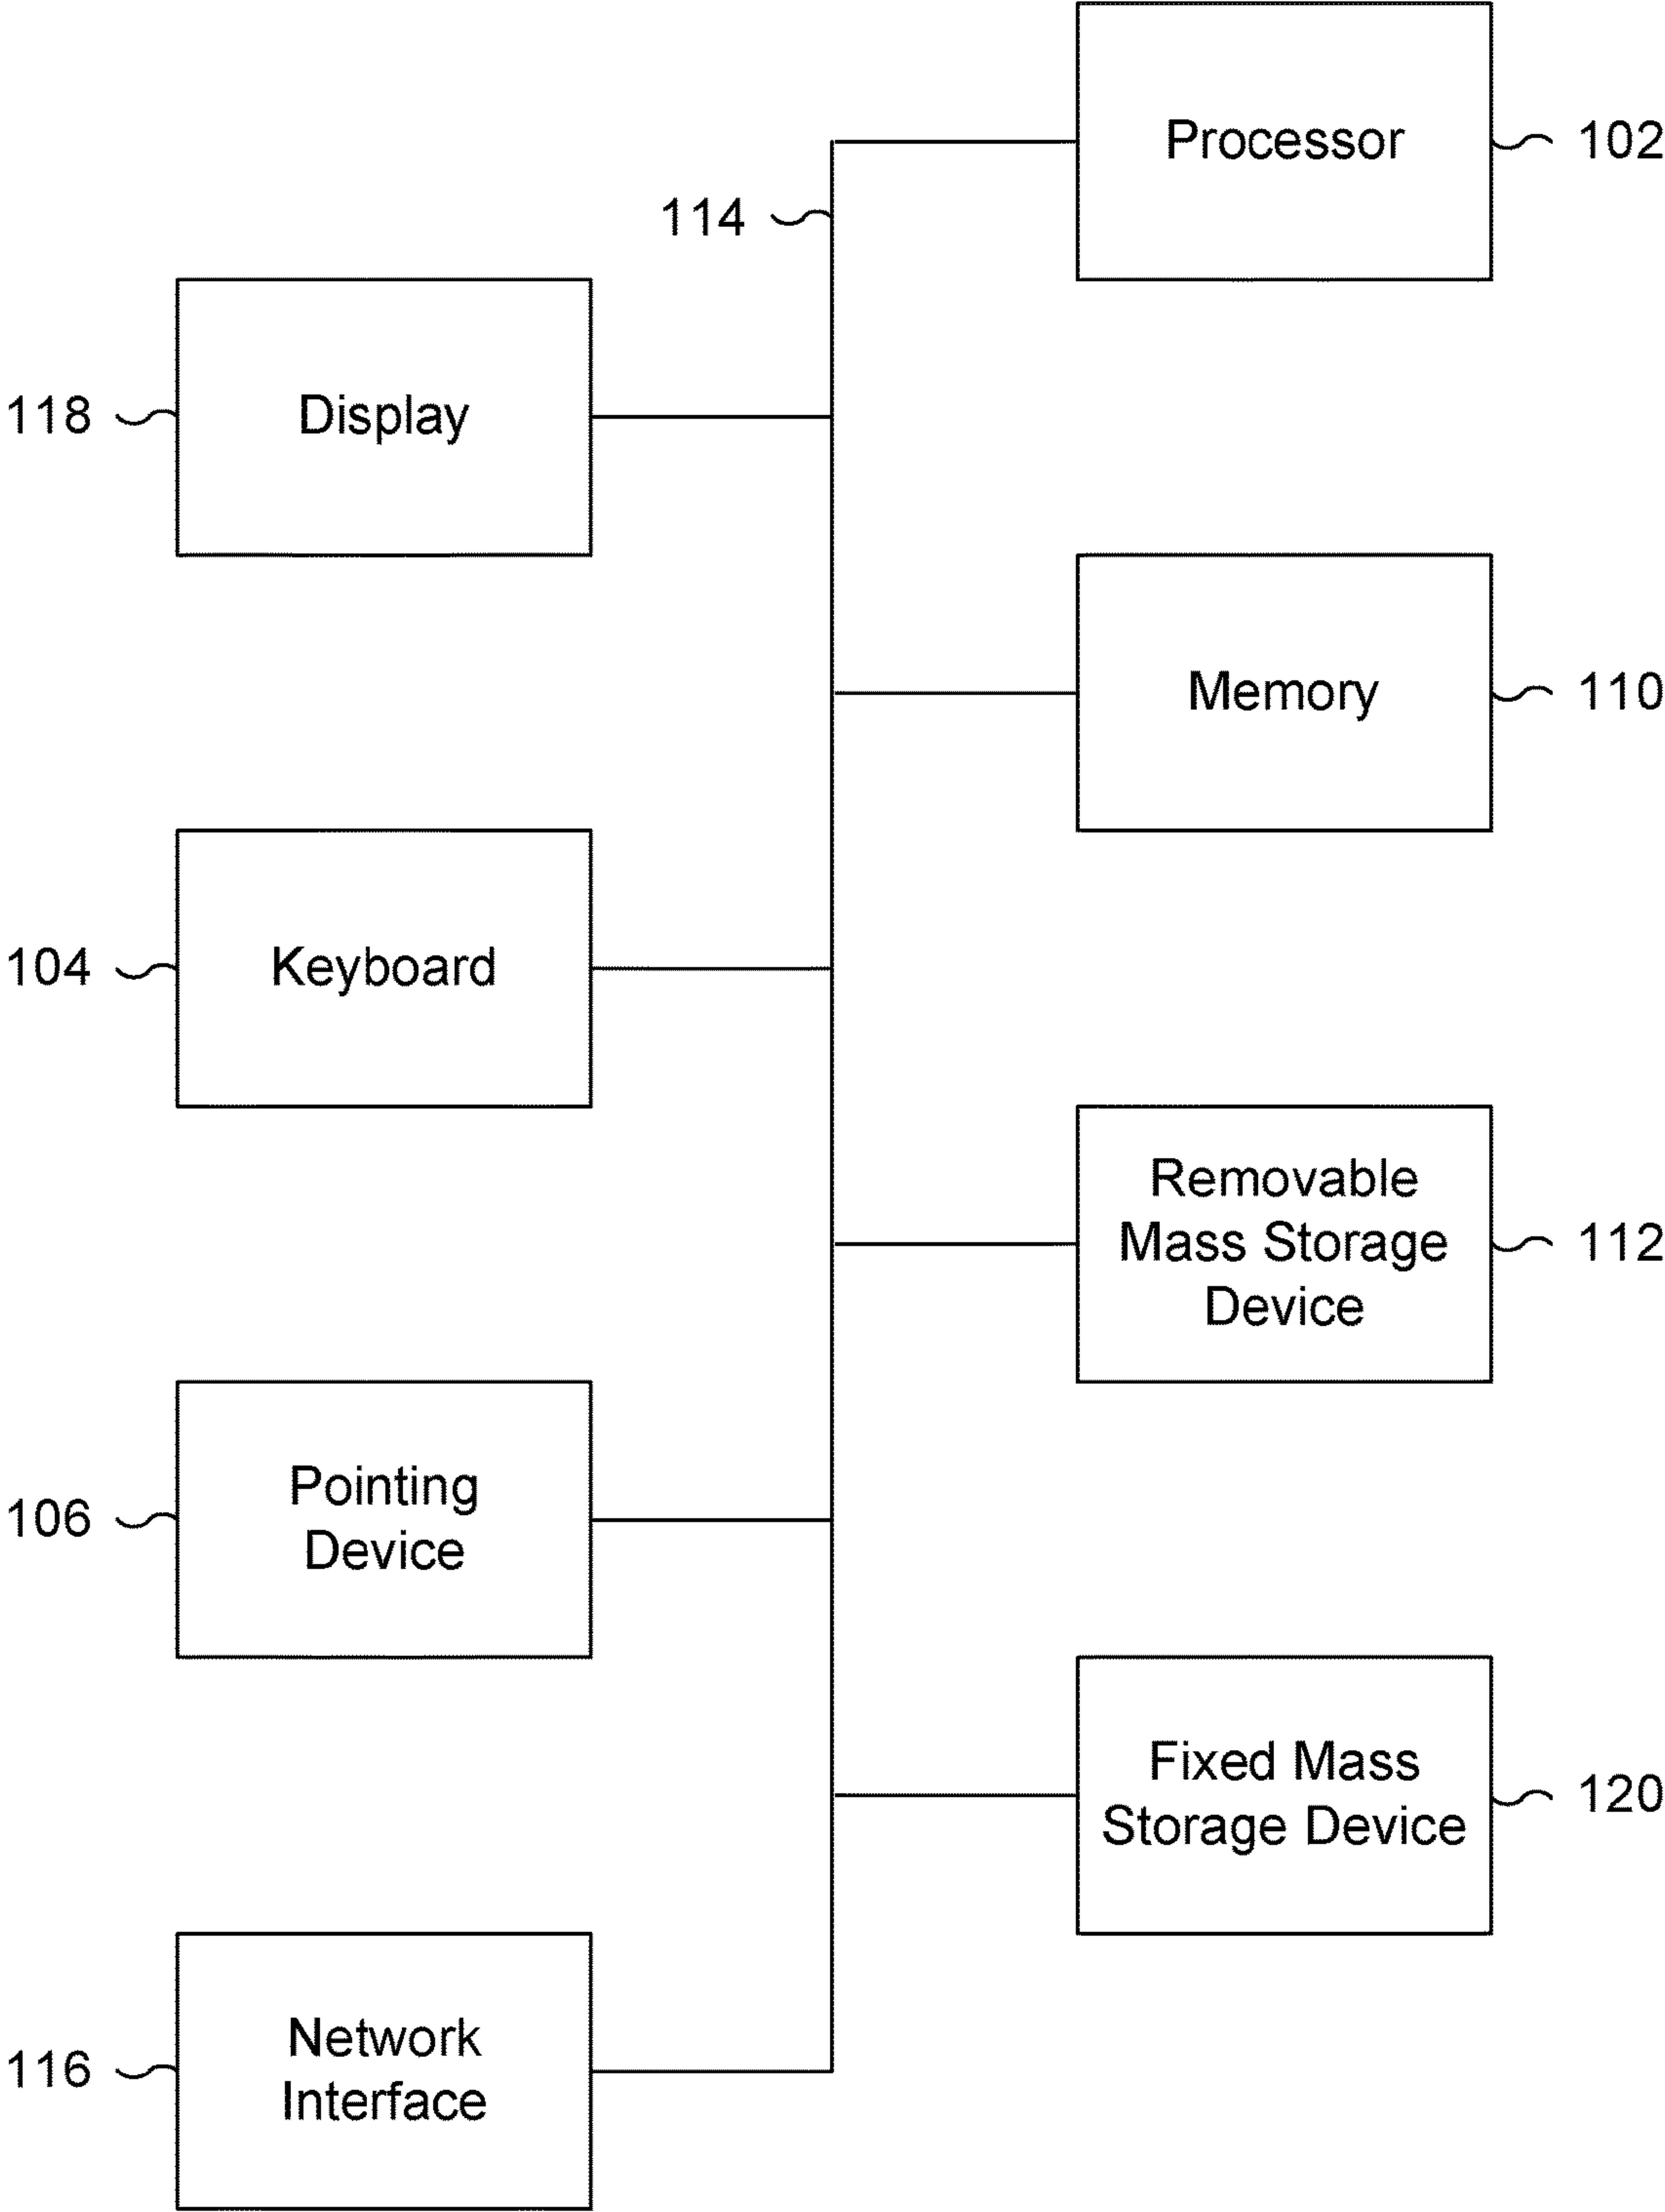 Processor
102
114
118
Display
Memory
110
104
Keyboard
Removable
Mass Storage
Device
112
106
Pointing
Device
Fixed Mass
Storage Device
120
116
Network
Interface